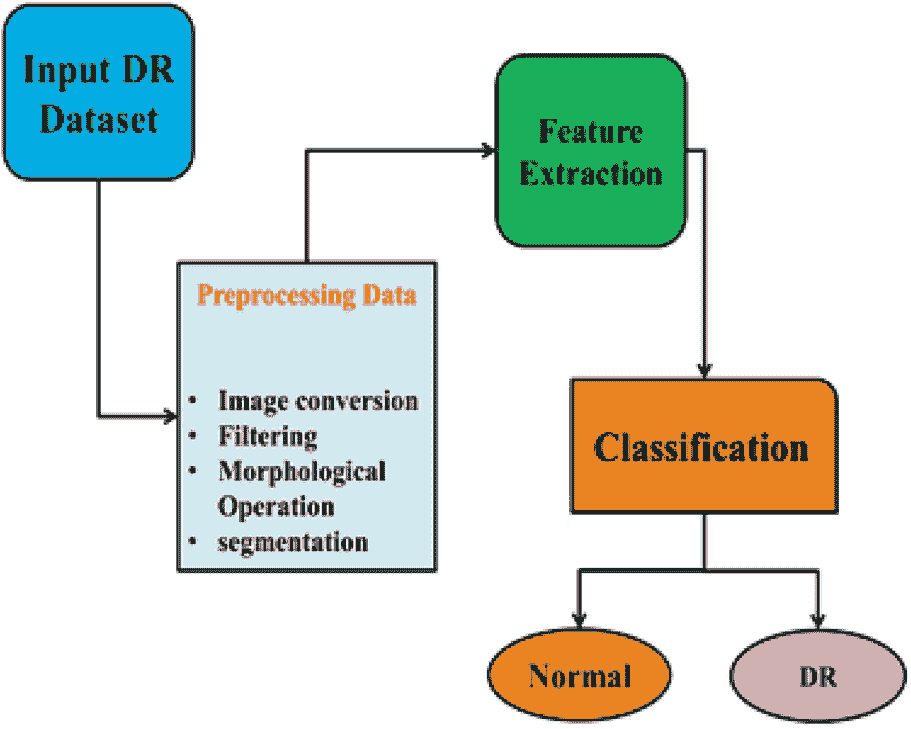 Input DR
Dataset
Preprocessing Data
• Image conversion
• Filtering
• Morphological
Operation
• segmentation
Feature
Extraction
Classification
Normal
DR